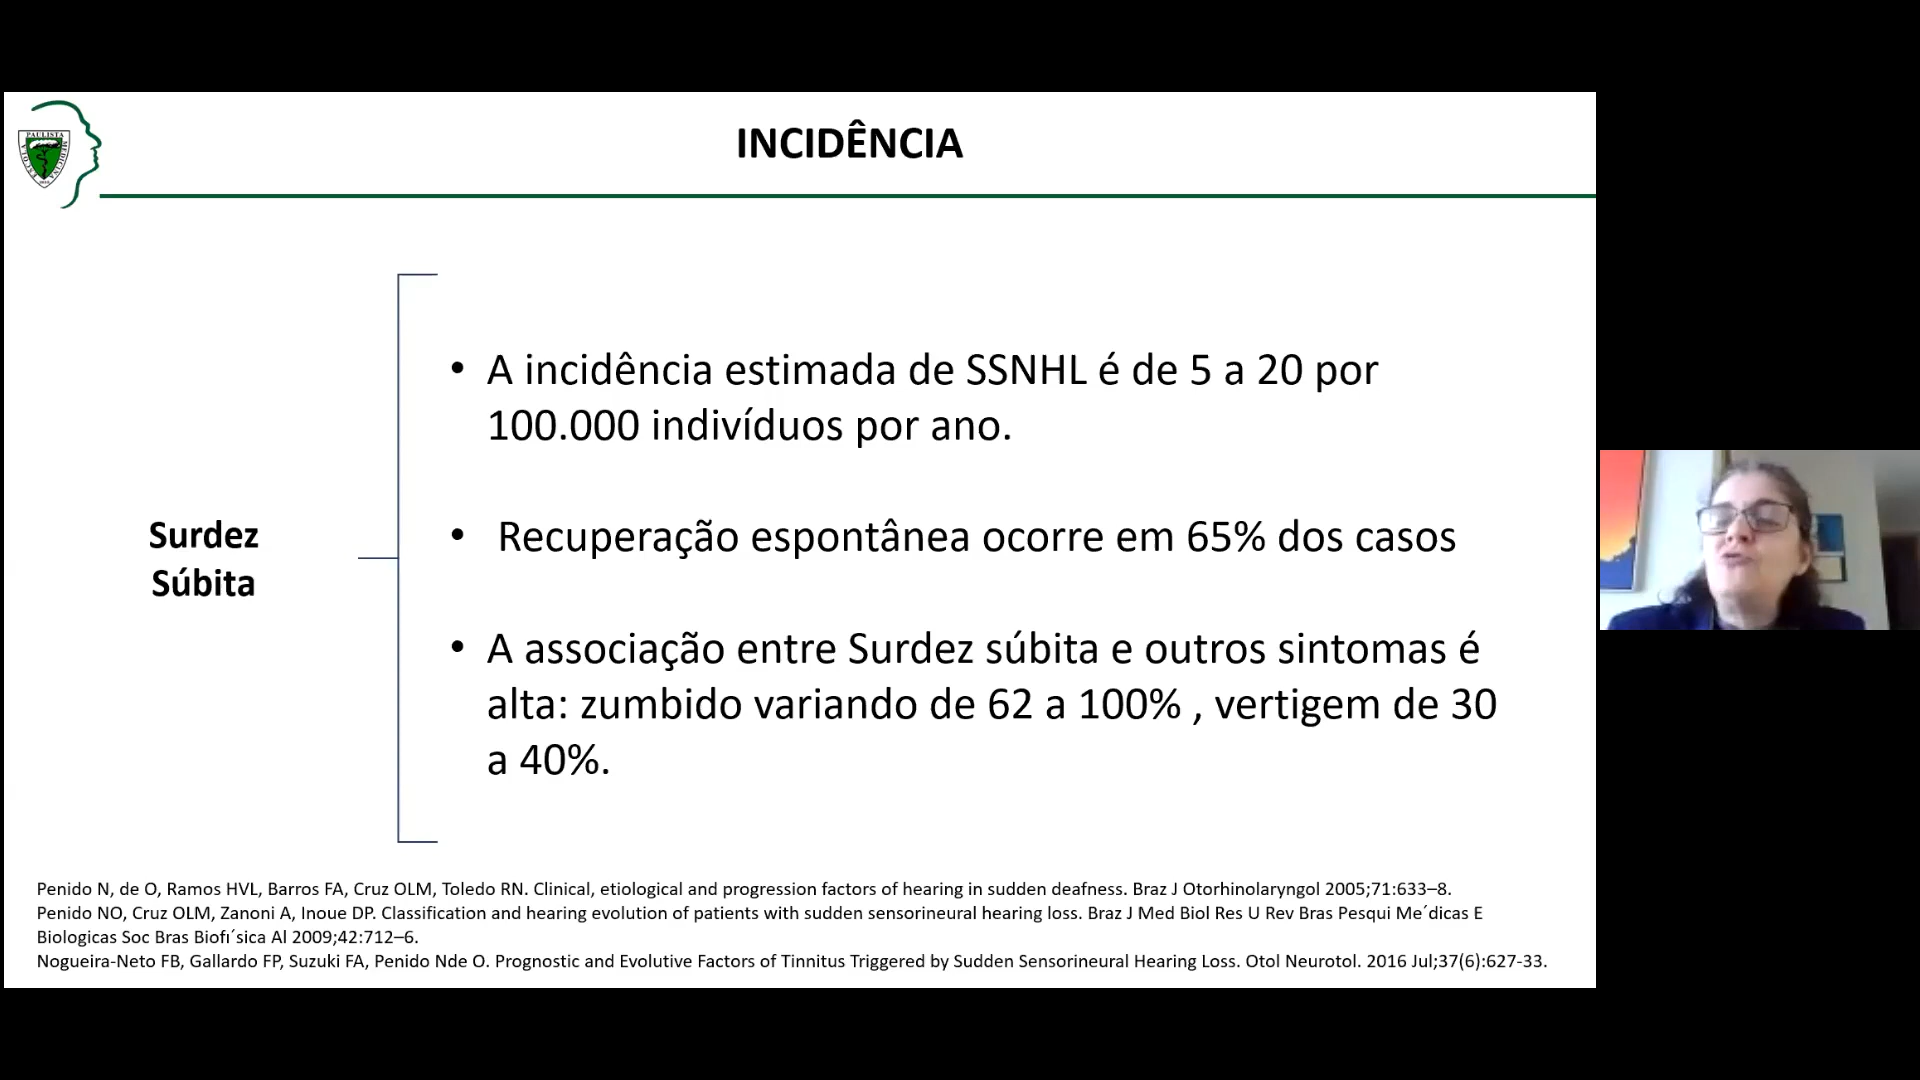 PAULISTA
ESCOLA
MEDICINA
INCIDÊNCIA
Surdez
Súbita
• A incidência estimada de SSNHL é de 5 a 20 por
100.000 indivíduos por ano.
• Recuperação espontânea ocorre em 65% dos casos
• A associação entre Surdez súbita e outros sintomas é
alta: zumbido variando de 62 a 100% , vertigem de 30
a 40%.
Penido N, de O, Ramos HVL, Barros FA, Cruz OLM, Toledo RN. Clinical, etiological and progression factors of hearing in sudden deafness. Braz J Otorhinolaryngol 2005;71:633–8.
Penido NO, Cruz OLM, Zanoni A, Inoue DP. Classification and hearing evolution of patients with sudden sensorineural hearing loss. Braz J Med Biol Res U Rev Bras Pesqui Me´dicas E
Biologicas Soc Bras Biofı´sica Al 2009;42:712–6.
Nogueira-Neto FB, Gallardo FP, Suzuki FA, Penido Nde O. Prognostic and Evolutive Factors of Tinnitus Triggered by Sudden Sensorineural Hearing Loss. Otol Neurotol. 2016 Jul;37(6):627-33.